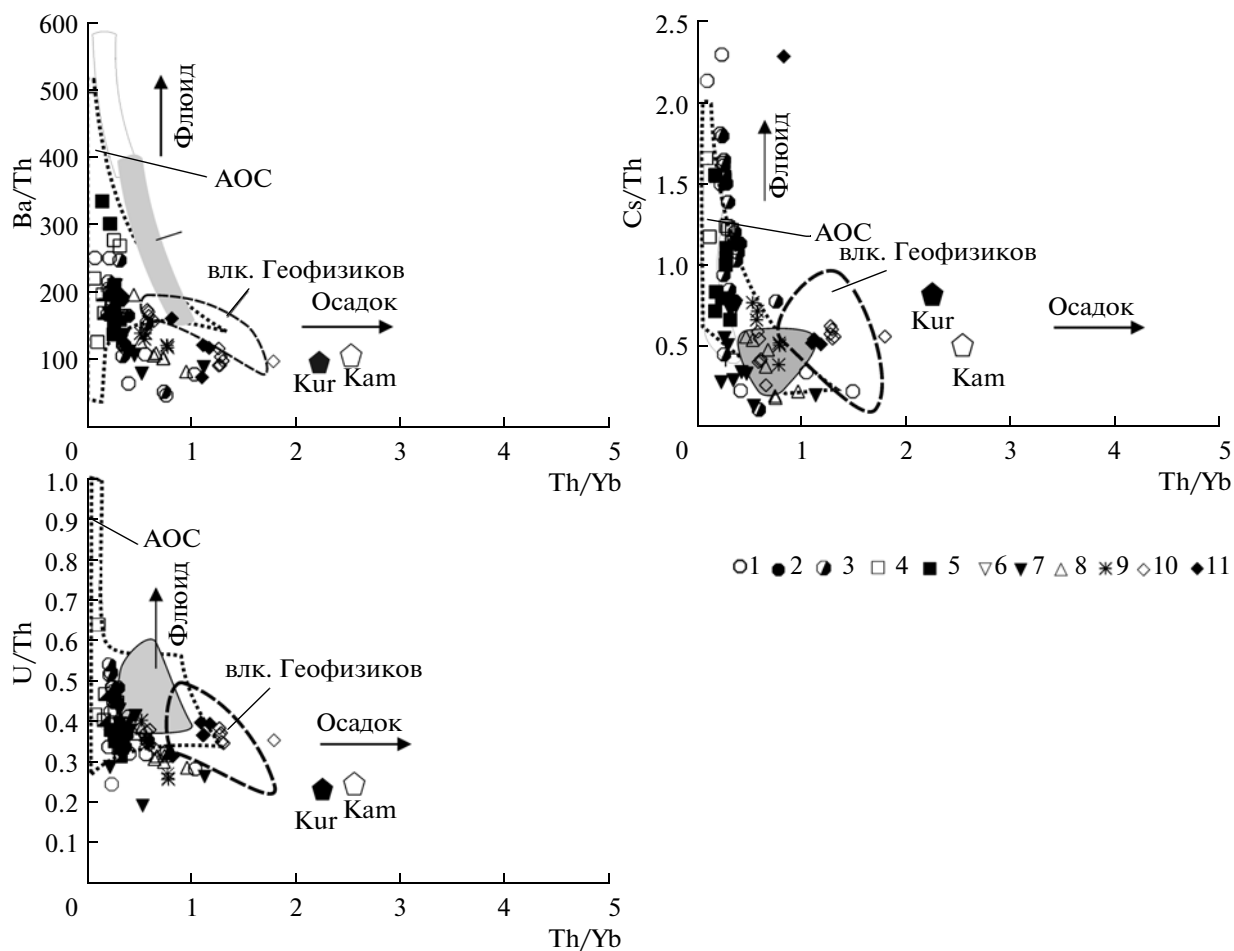 600
500
400
300
200
100
0
1
2
3
4
5
Ba/Th
Th/Yb
Флюид
АОС
влк. Геофизиков
Осадок
Kur
Kam
2.5
2.0
1.5
1.0
0.5
0
1
2
3
4
5
Cs/Th
Th/Yb
Флюид
АОС
влк. Геофизиков
Осадок
Kur
Kam
1.0
0.9
0.8
0.7
0.6
0.5
0.4
0.3
0.2
0.1
0
1
2
3
4
5
U/Th
Th/Yb
АОС
Флюид
влк. Геофизиков
Осадок
Kur
Kam
1 2 3 4 5 6 7 8 9 10 11